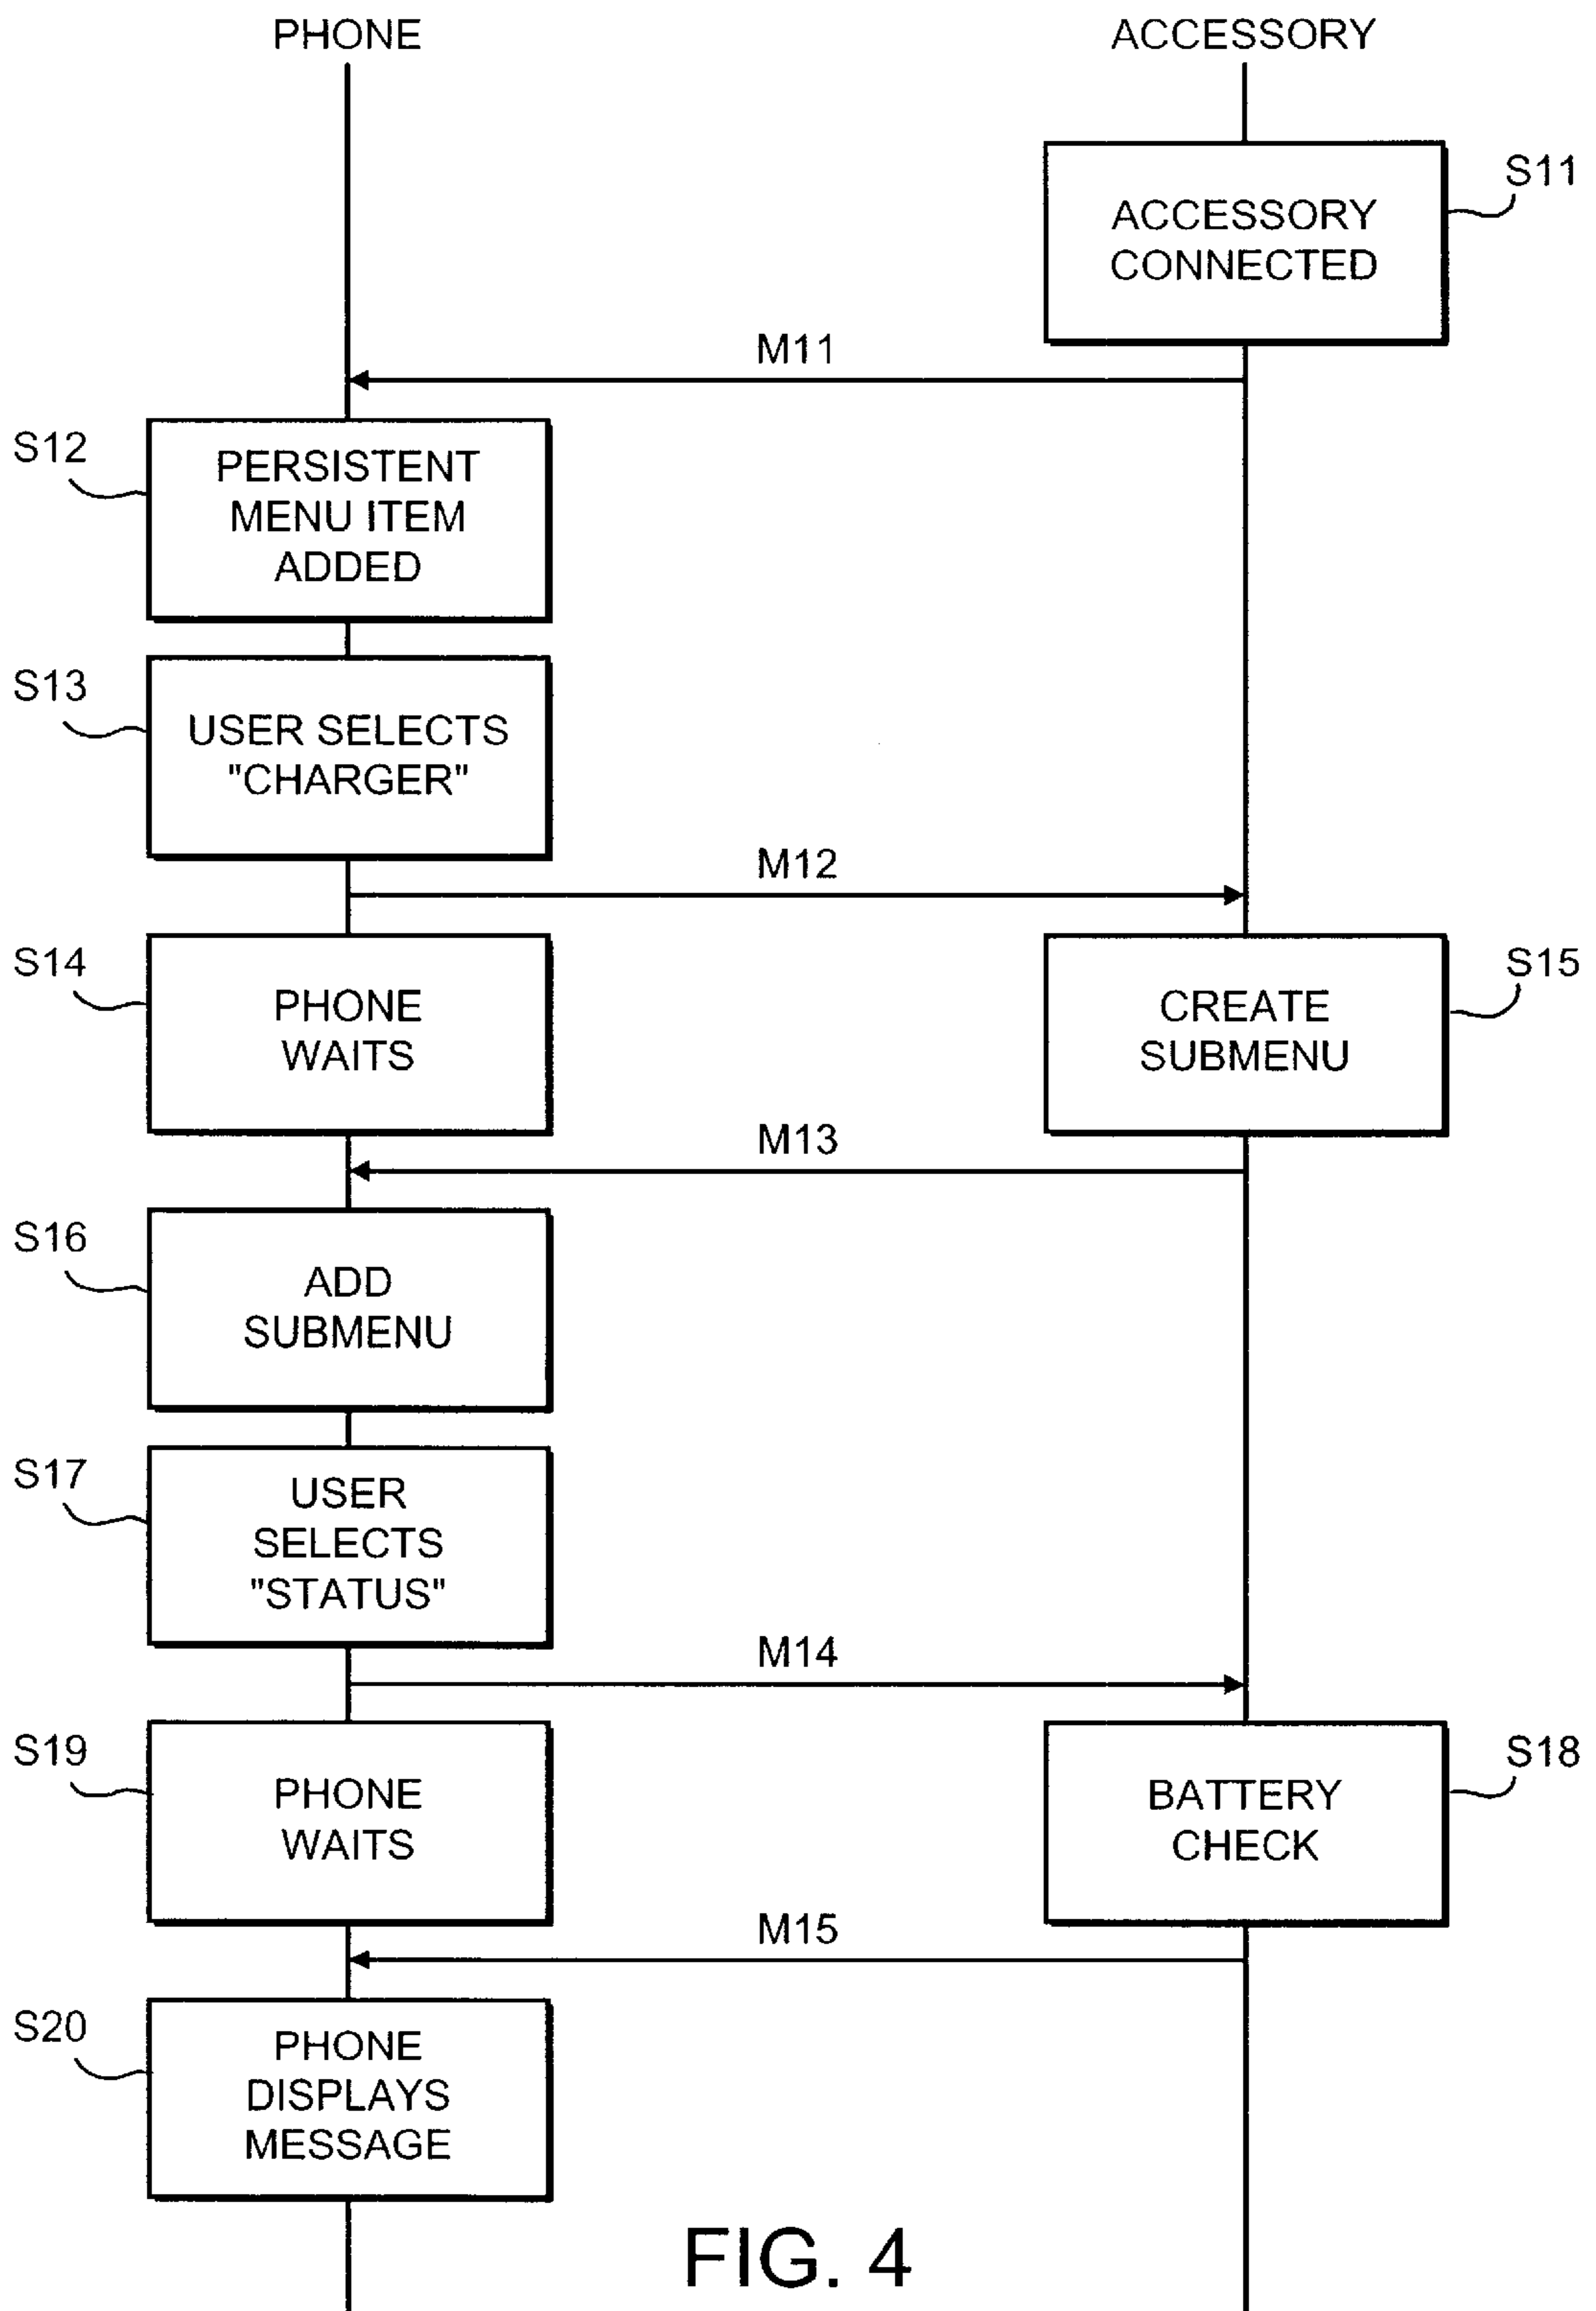 PHONE
ACCESSORY
S11
ACCESSORY
CONNECTED
M11
S12
PERSISTENT
MENU ITEM
ADDED
S13
USER SELECTS
"CHARGER"
M12
S14
PHONE
WAITS
S15
CREATE
SUBMENU
M13
S16
ADD
SUBMENU
S17
USER
SELECTS
"STATUS"
M14
S19
PHONE
WAITS
S18
BATTERY
CHECK
M15
S20
PHONE
DISPLAYS
MESSAGE
FIG. 4